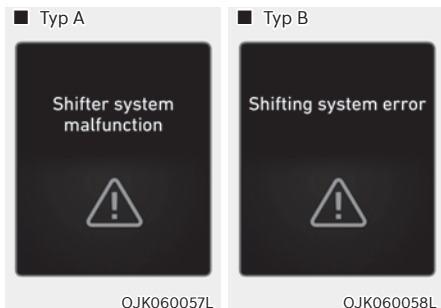 ■ Typ A
Shifter system
malfunction
OJK060057L
■ Typ B
Shifting system error
OJK060058L